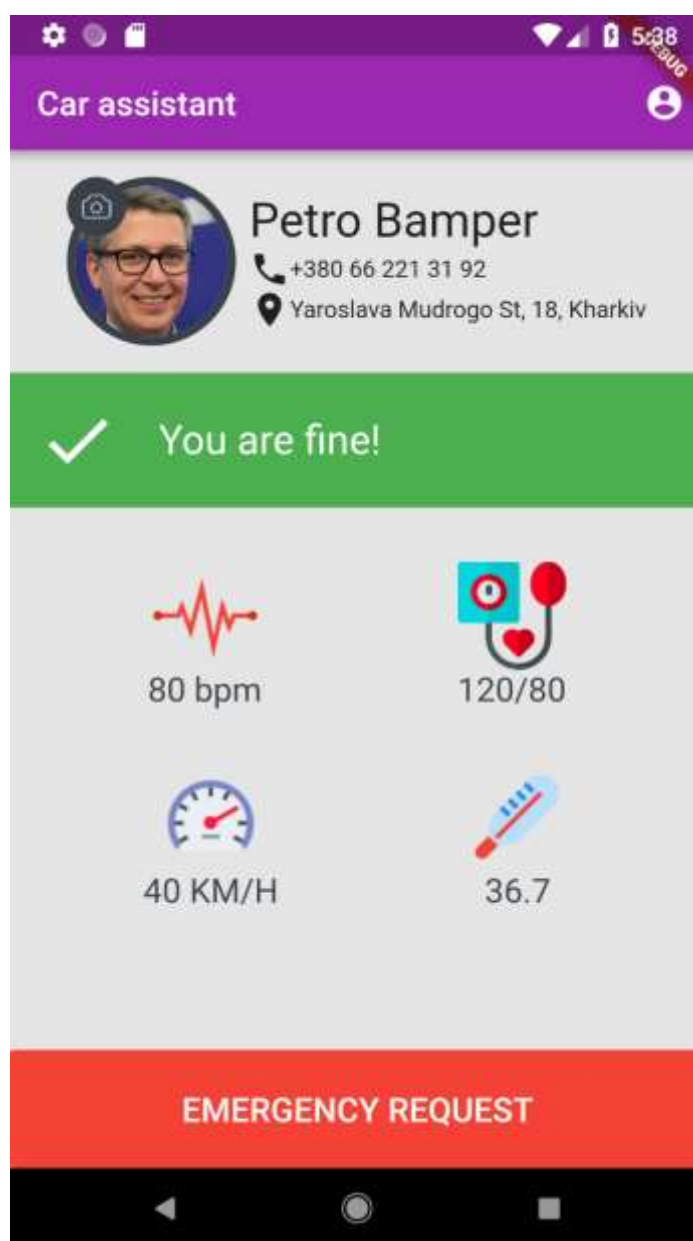 5:38
DEBUG
Car assistant
Petro Bamper
+380 66 221 31 92
Yaroslava Mudrogo St, 18, Kharkiv
You are fine!
80 bpm
120/80
40 KM/H
36.7
EMERGENCY REQUEST